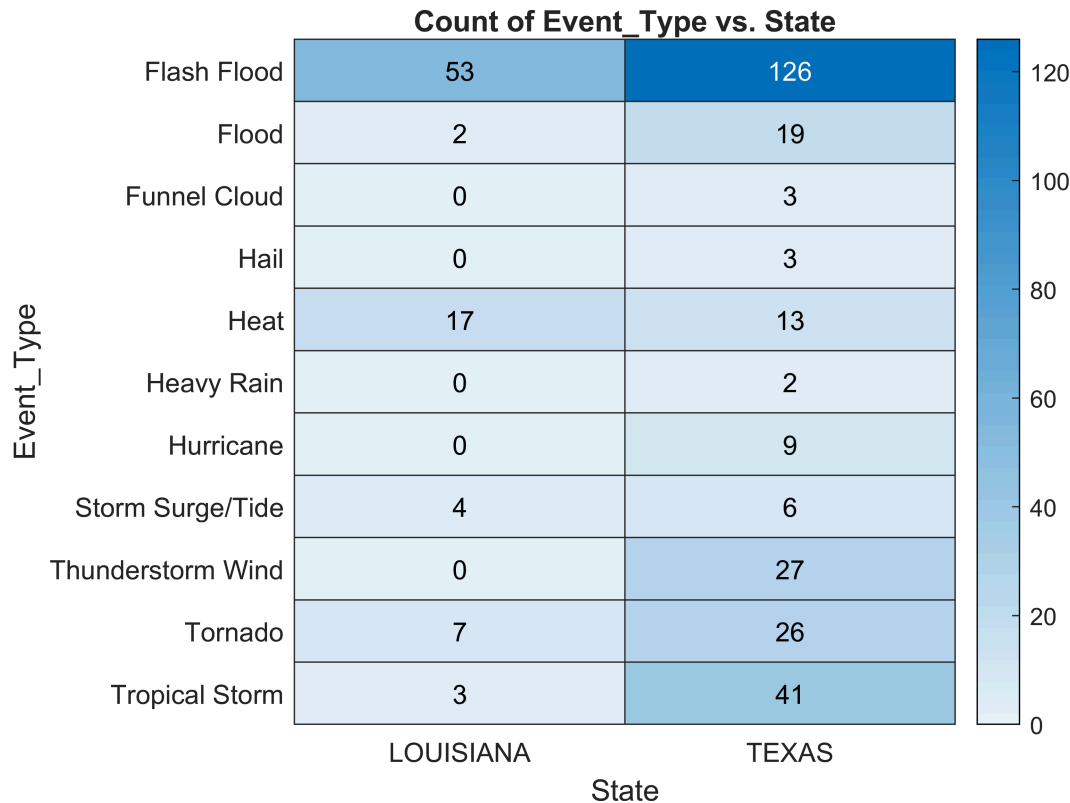 Count of Event_Type vs. State
Flash Flood 53 126
Flood 2 19
Funnel Cloud 0 3
Hail 0 3
Heat 17 13
Heavy Rain 0 2
Hurricane 0 9
Storm Surge/Tide 4 6
Thunderstorm Wind 0 27
Tornado 7 26
Tropical Storm 3 41
LOUISIANA TEXAS
State
Event_Type
120
100
80
60
40
20
0